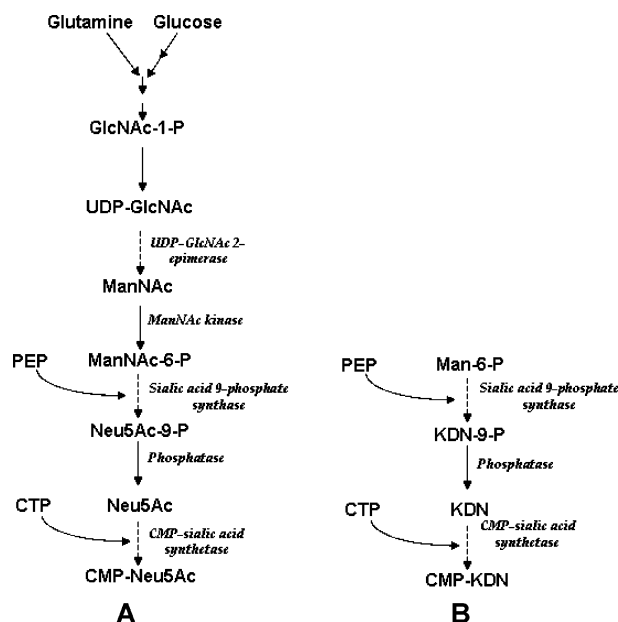 Glutamine Glucose
GlcNAc-1-P
UDP-GlcNAc
UDP-GlcNAc 2-
epimerase
ManNAc
ManNAc kinase
PEP
ManNAc-6-P
Sialic acid 9-phosphate
synthase
Neu5Ac-9-P
Phosphatase
CTP
Neu5Ac
CMP-sialic acid
synthetase
CMP-Neu5Ac
A
PEP
Man-6-P
Sialic acid 9-phosphate
synthase
KDN-9-P
Phosphatase
CTP
KDN
CMP-sialic acid
synthetase
CMP-KDN
B